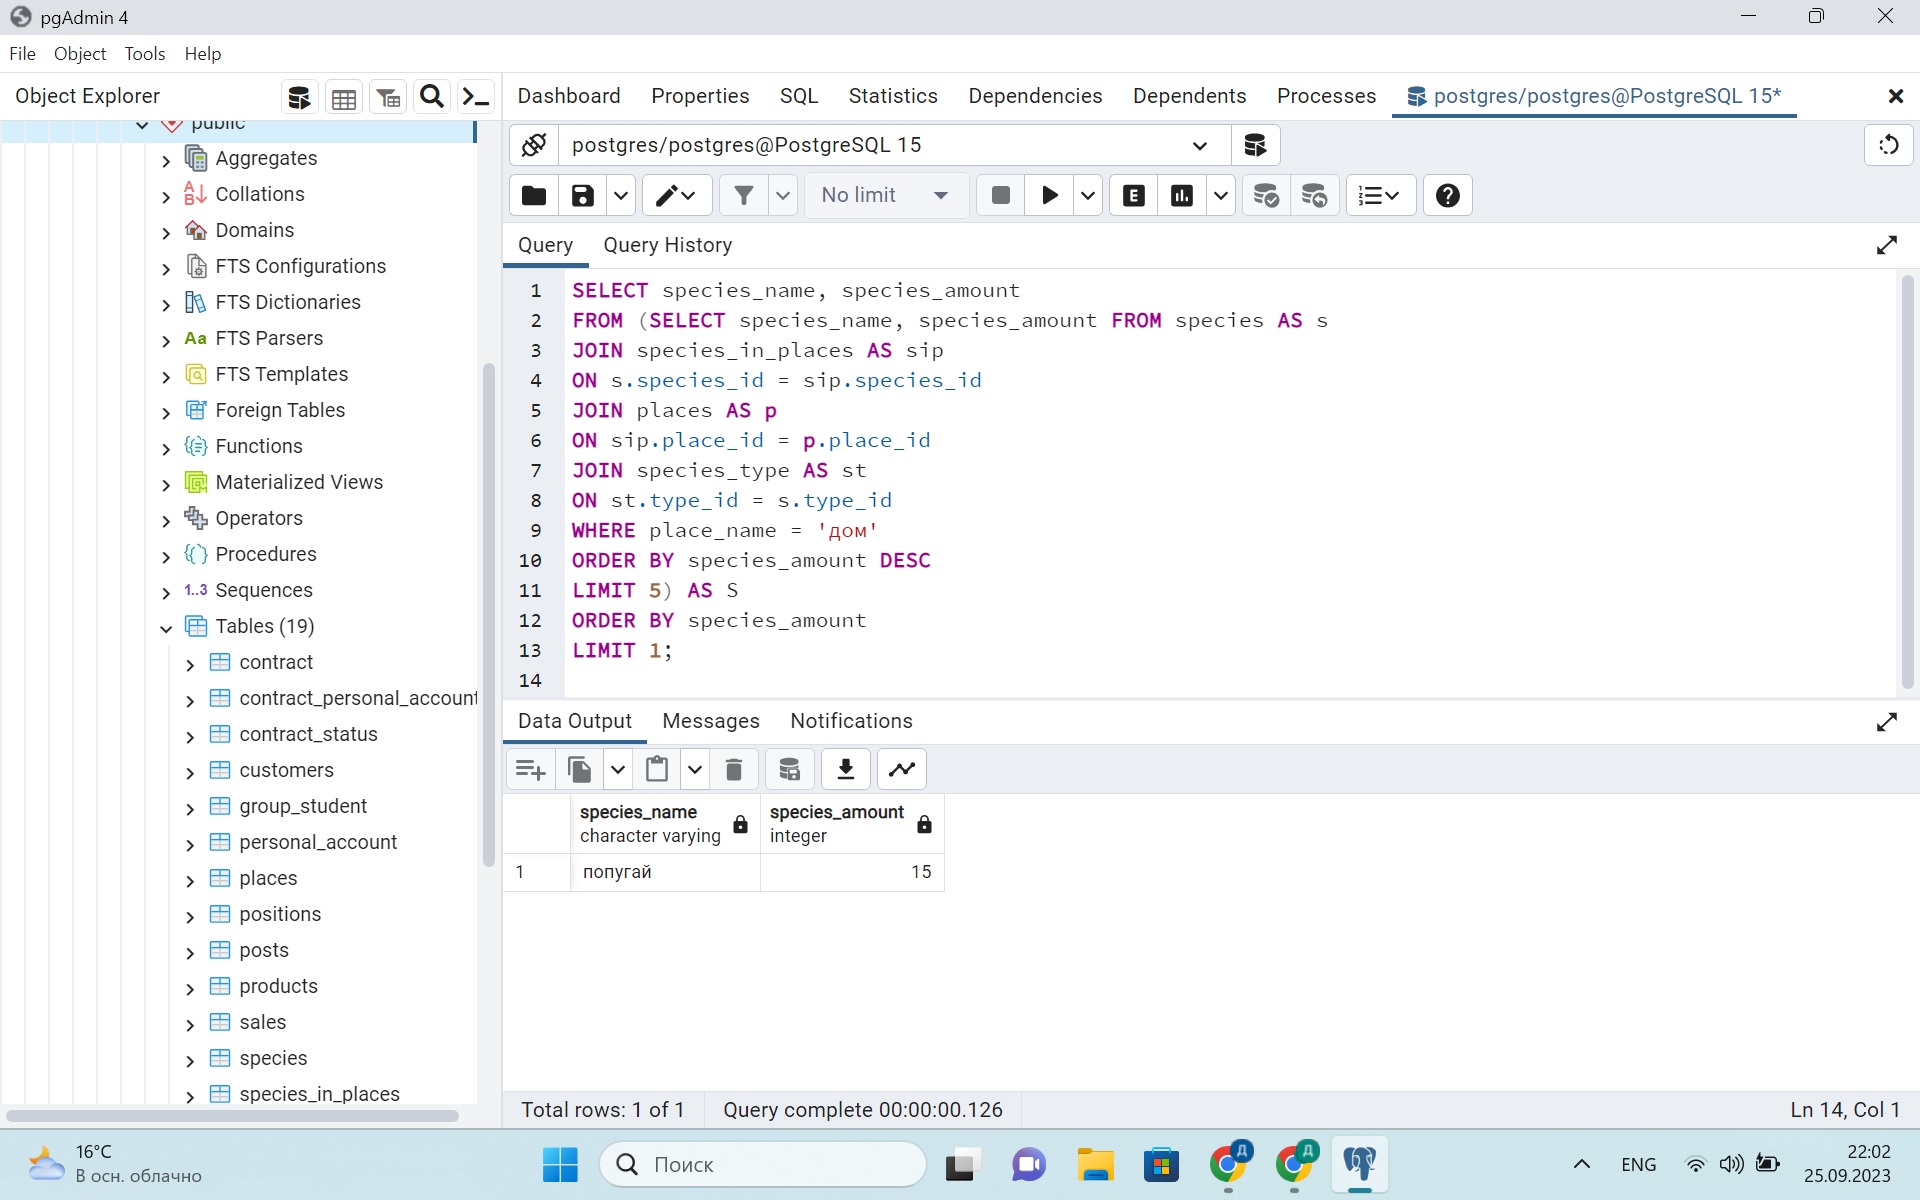 pgAdmin 4
File Object Tools Help
Object Explorer
Dashboard Properties SQL Statistics Dependencies Dependents Processes postgres/postgres@PostgreSQL 15*
public
Aggregates
Collations
Domains
FTS Configurations
FTS Dictionaries
Aa FTS Parsers
FTS Templates
Foreign Tables
Functions
Materialized Views
Operators
Procedures
1..3 Sequences
Tables (19)
contract
contract_personal_account
contract_status
customers
group_student
personal_account
places
positions
posts
products
sales
species
species_in_places
postgres/postgres@PostgreSQL 15
No limit
E
Query Query History
1 SELECT species_name, species_amount
2 FROM (SELECT species_name, species_amount FROM species AS s
3 JOIN species_in_places AS sip
4 ON s.species_id = sip.species_id
5 JOIN places AS p
6 ON sip.place_id = p.place_id
7 JOIN species_type AS st
8 ON st.type_id = s.type_id
9 WHERE place_name = 'дом'
10 ORDER BY species_amount DESC
11 LIMIT 5) AS S
12 ORDER BY species_amount
13 LIMIT 1;
14
Data Output Messages Notifications
species_name species_amount
character varying integer
1 попугай 15
Total rows: 1 of 1 Query complete 00:00:00.126 Ln 14, Col 1
16°C
В осн. облачно
Поиск
Д
Д
ENG
22:02
25.09.2023